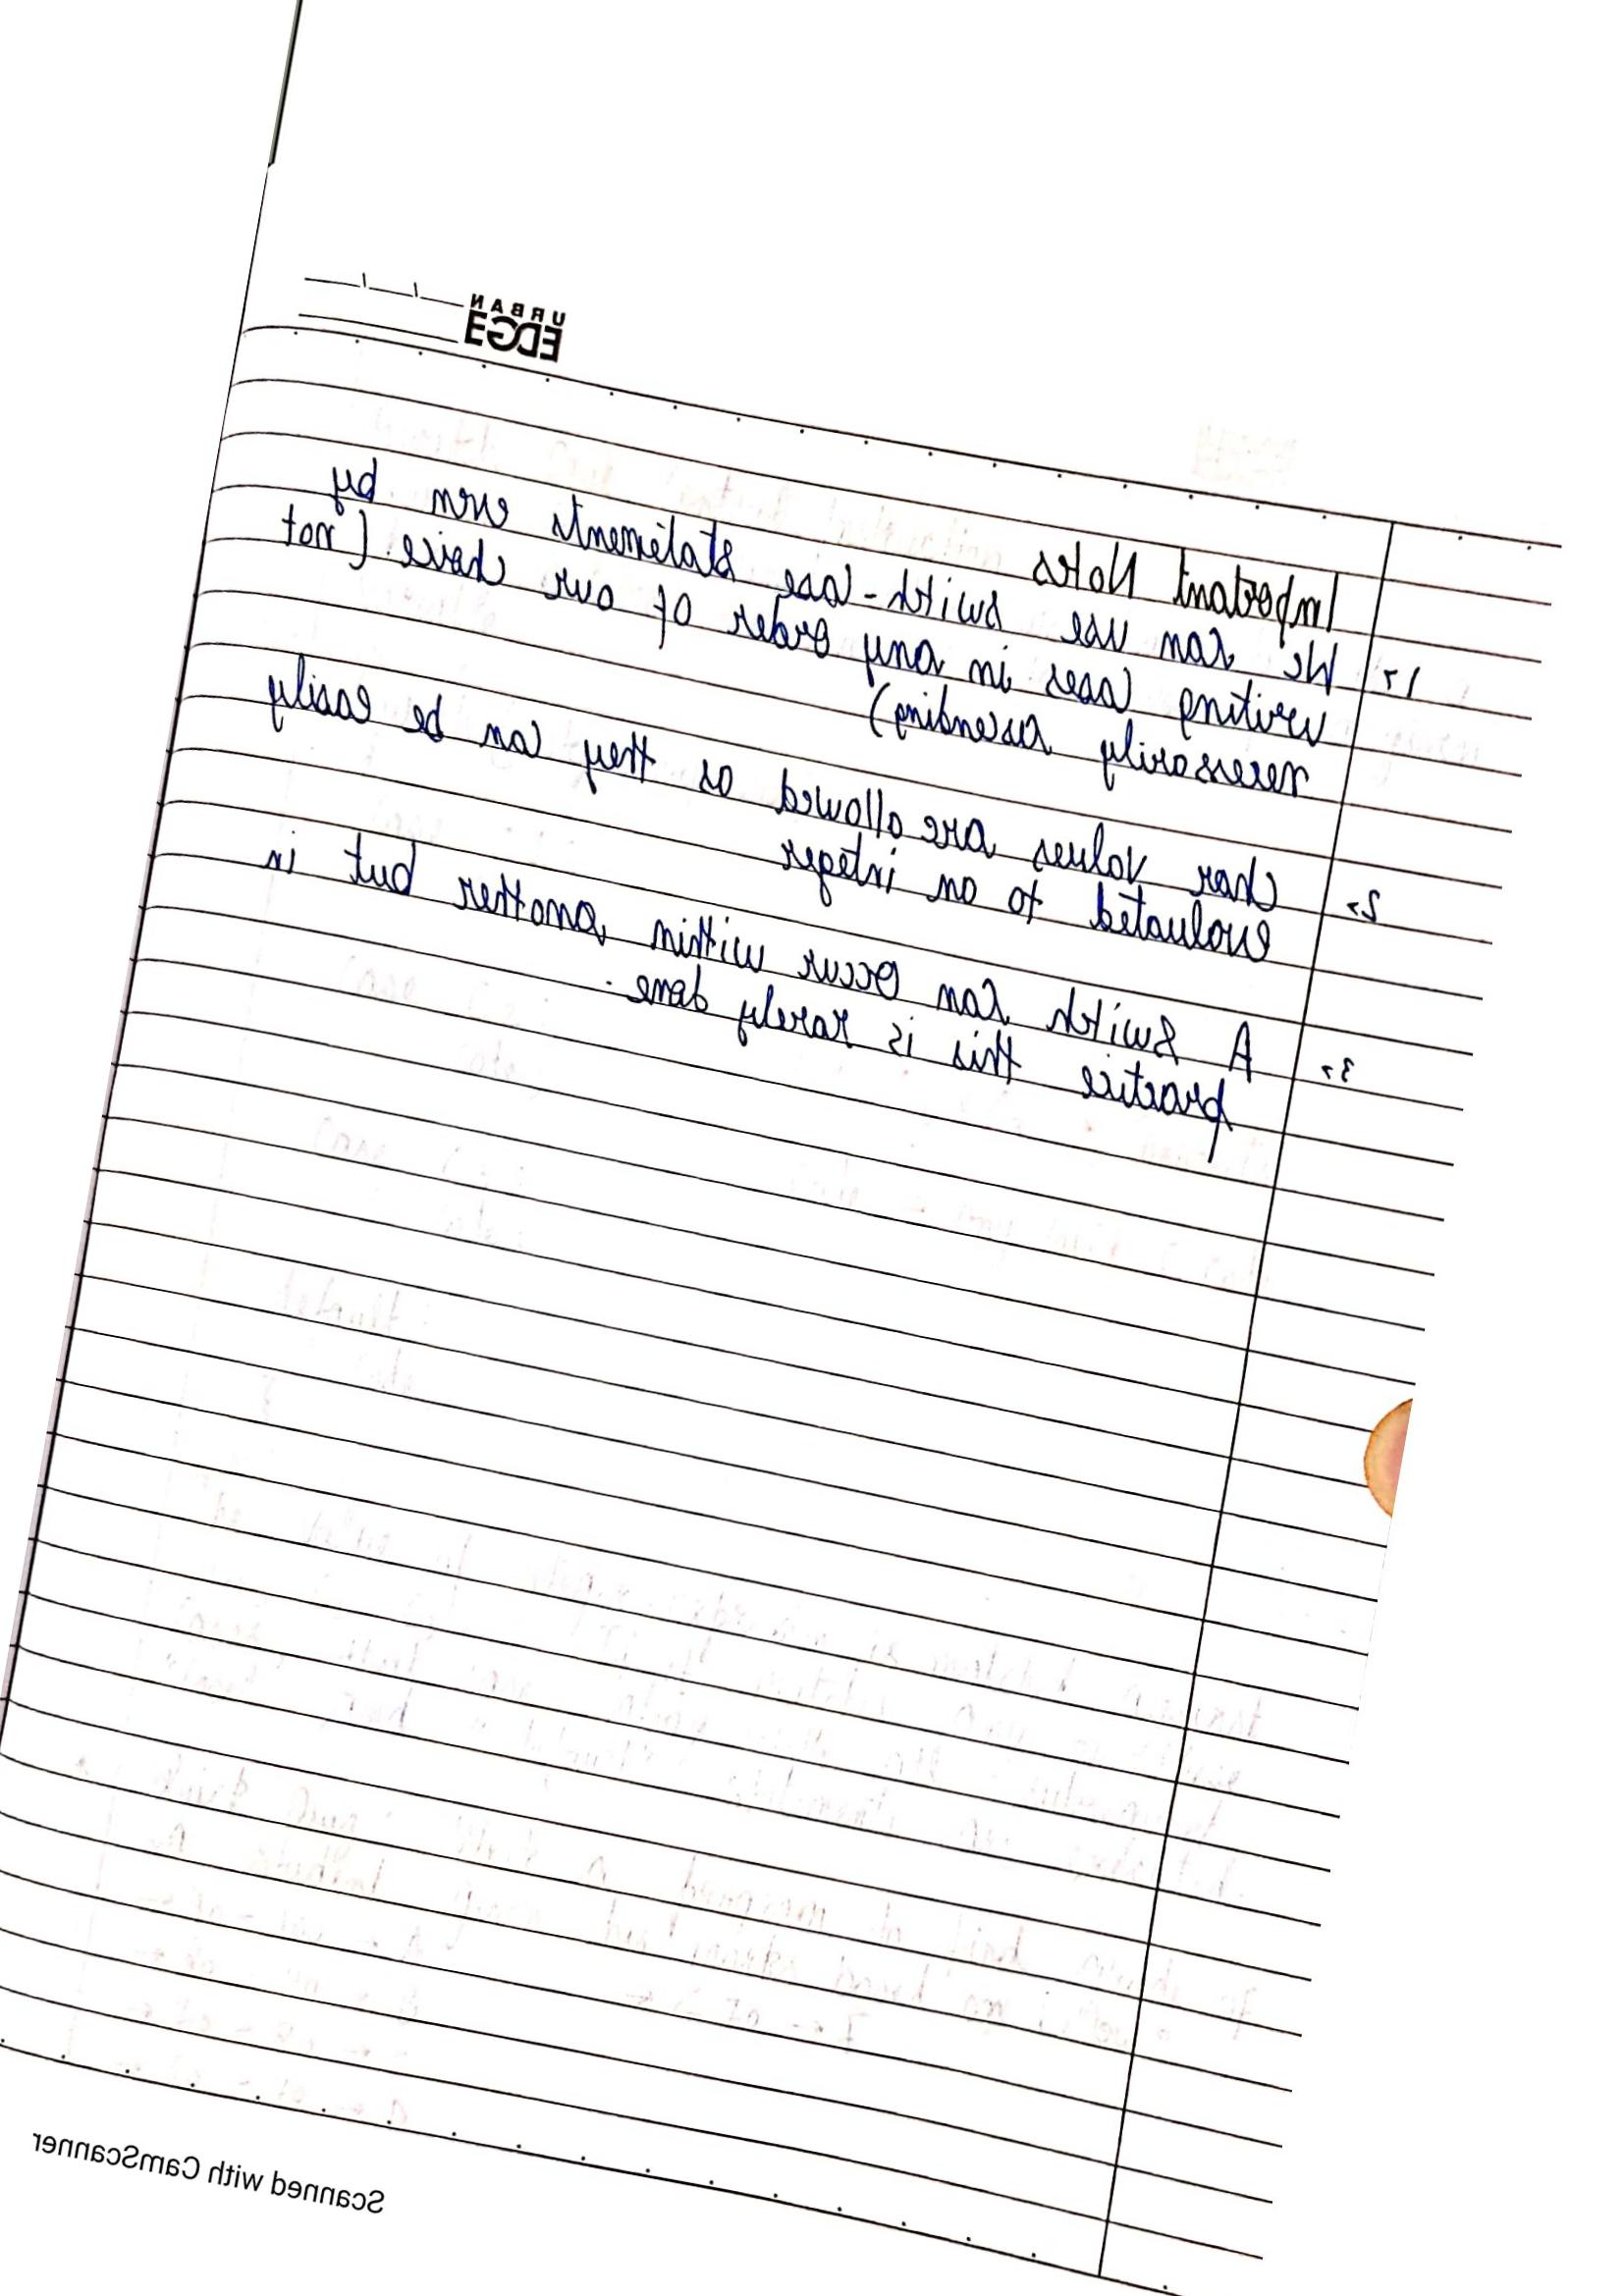 URBAN
EDGE
Important Notes
1→ We can use switch-case statements even by
writing cases in any order of our choice (not
necessarily ascending)
2→ Char values are allowed as they can be easily
evaluated to an integer
3→ A switch can occur within another but in
practice this is rarely done.
Scanned with CamScanner